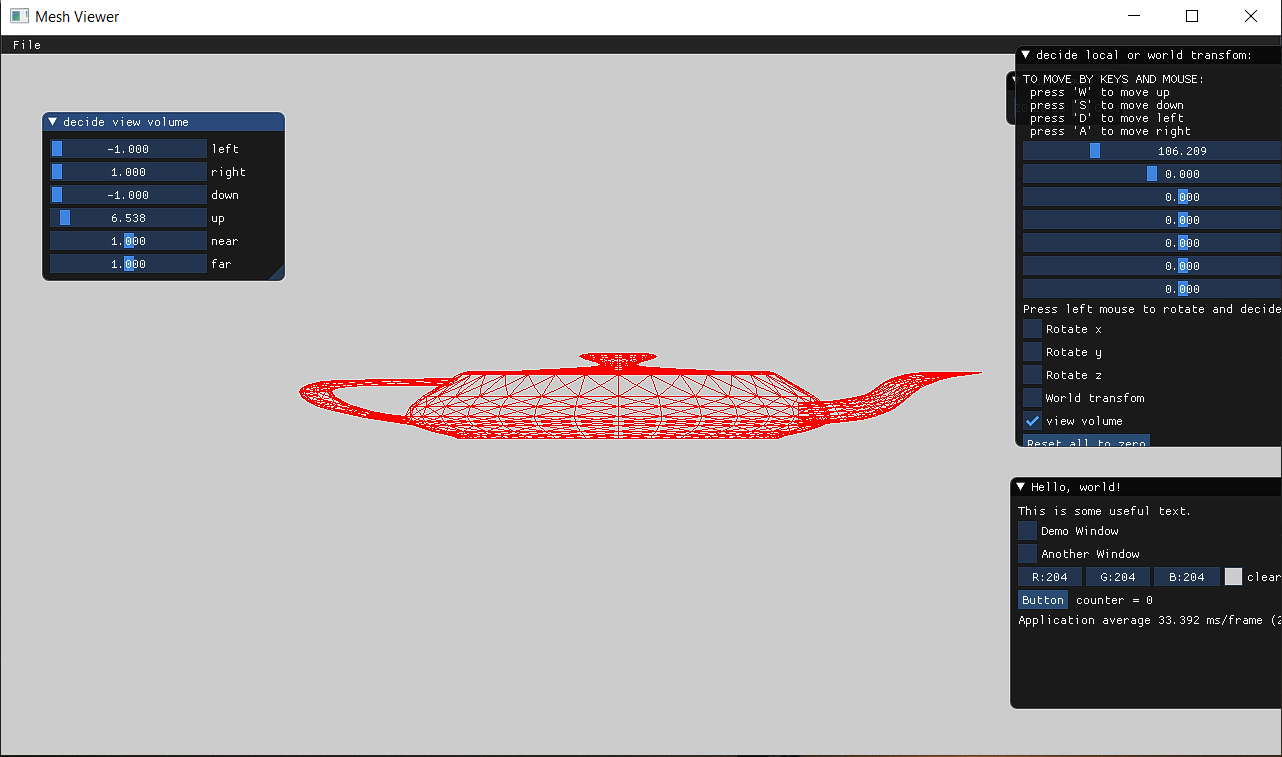 Mesh Viewer
File
decide view volume
-1.000 left
1.000 right
-1.000 down
6.538 up
1.000 near
1.000 far
decide local or world transfom:
TO MOVE BY KEYS AND MOUSE:
press 'W' to move up
press 'S' to move down
press 'D' to move left
press 'A' to move right
106.209
0.000
0.000
0.000
0.000
0.000
0.000
Press left mouse to rotate and decide
Rotate x
Rotate y
Rotate z
World transfom
view volume
Reset all to zero
Hello, world!
This is some useful text.
Demo Window
Another Window
R:204 G:204 B:204 clear
Button counter = 0
Application average 33.392 ms/frame (2